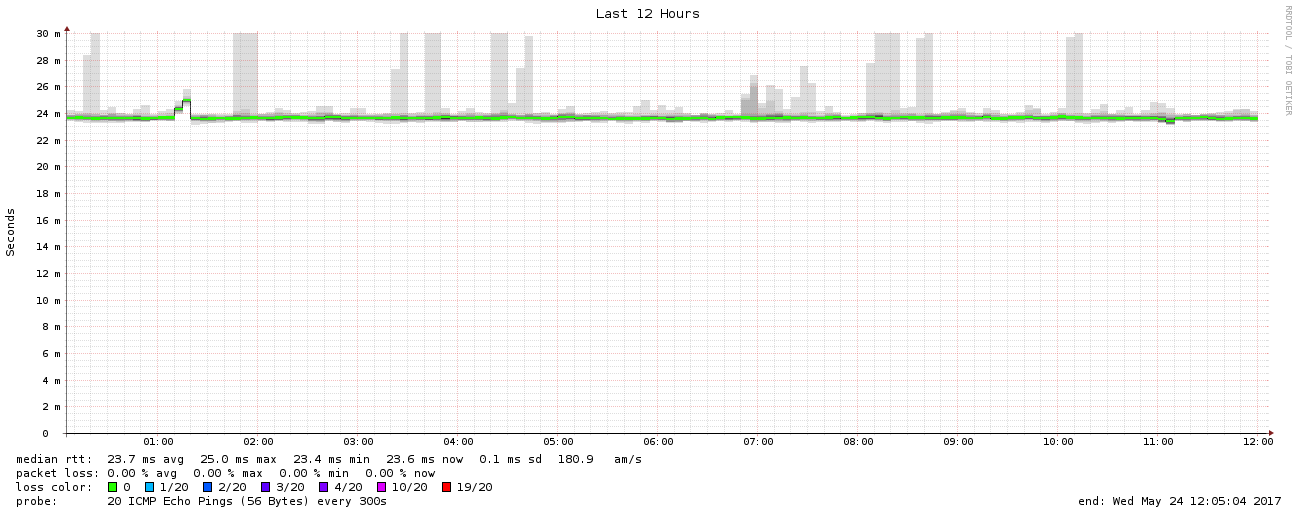 Last 12 Hours
RRDTOOL / TOBI OETIKER
Seconds
30 m
28 m
26 m
24 m
22 m
20 m
18 m
16 m
14 m
12 m
10 m
8 m
6 m
4 m
2 m
0
01:00 02:00 03:00 04:00 05:00 06:00 07:00 08:00 09:00 10:00 11:00 12:00
median rtt: 23.7 ms avg 25.0 ms max 23.4 ms min 23.6 ms now 0.1 ms sd 180.9 am/s
packet loss: 0.00 % avg 0.00 % max 0.00 % min 0.00 % now
loss color: 0 1/20 2/20 3/20 4/20 10/20 19/20
probe: 20 ICMP Echo Pings (56 Bytes) every 300s end: Wed May 24 12:05:04 2017